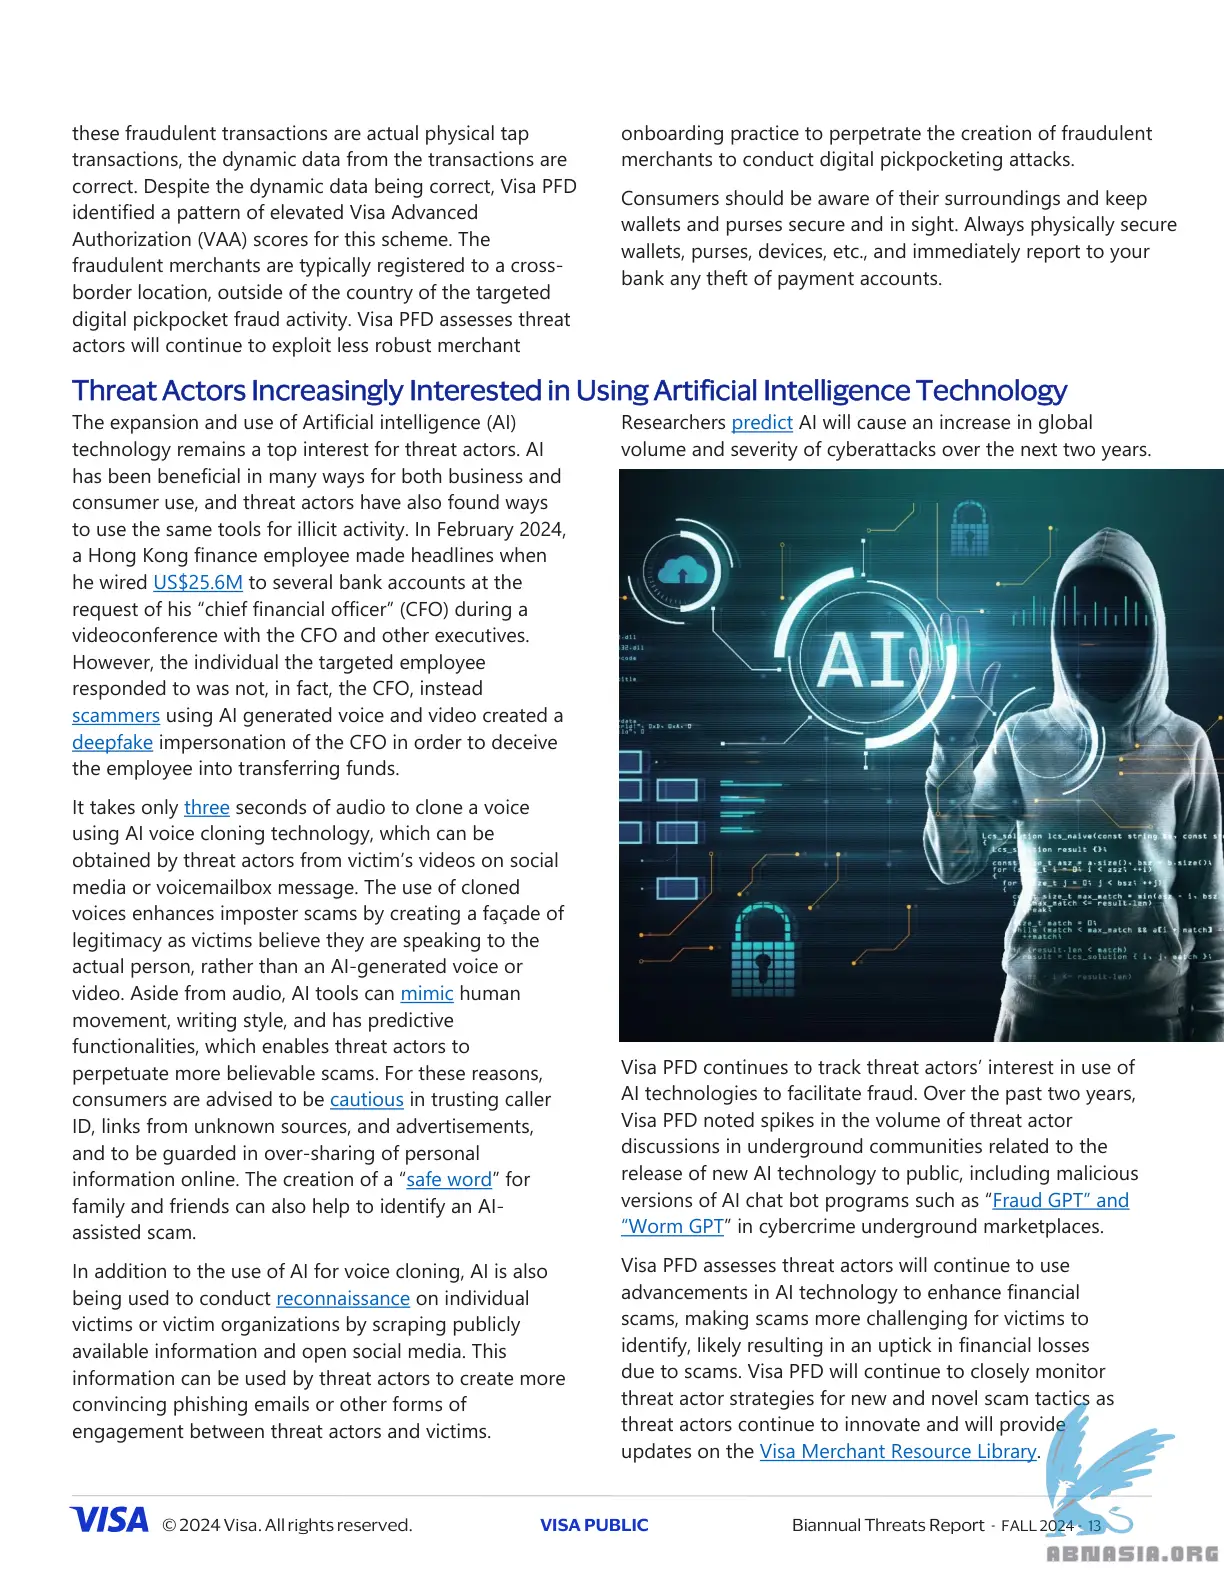 these fraudulent transactions are actual physical tap
transactions, the dynamic data from the transactions are
correct. Despite the dynamic data being correct, Visa PFD
identified a pattern of elevated Visa Advanced
Authorization (VAA) scores for this scheme. The
fraudulent merchants are typically registered to a cross-
border location, outside of the country of the targeted
digital pickpocket fraud activity. Visa PFD assesses threat
actors will continue to exploit less robust merchant
onboarding practice to perpetrate the creation of fraudulent
merchants to conduct digital pickpocketing attacks.
Consumers should be aware of their surroundings and keep
wallets and purses secure and in sight. Always physically secure
wallets, purses, devices, etc., and immediately report to your
bank any theft of payment accounts.
Threat Actors Increasingly Interested in Using Artificial Intelligence Technology
The expansion and use of Artificial intelligence (AI)
technology remains a top interest for threat actors. AI
has been beneficial in many ways for both business and
consumer use, and threat actors have also found ways
to use the same tools for illicit activity. In February 2024,
a Hong Kong finance employee made headlines when
he wired US$25.6M to several bank accounts at the
request of his “chief financial officer” (CFO) during a
videoconference with the CFO and other executives.
However, the individual the targeted employee
responded to was not, in fact, the CFO, instead
scammers using AI generated voice and video created a
deepfake impersonation of the CFO in order to deceive
the employee into transferring funds.
It takes only three seconds of audio to clone a voice
using AI voice cloning technology, which can be
obtained by threat actors from victim’s videos on social
media or voicemailbox message. The use of cloned
voices enhances imposter scams by creating a façade of
legitimacy as victims believe they are speaking to the
actual person, rather than an AI-generated voice or
video. Aside from audio, AI tools can mimic human
movement, writing style, and has predictive
functionalities, which enables threat actors to
perpetuate more believable scams. For these reasons,
consumers are advised to be cautious in trusting caller
ID, links from unknown sources, and advertisements,
and to be guarded in over-sharing of personal
information online. The creation of a “safe word” for
family and friends can also help to identify an AI-
assisted scam.
In addition to the use of AI for voice cloning, AI is also
being used to conduct reconnaissance on individual
victims or victim organizations by scraping publicly
available information and open social media. This
information can be used by threat actors to create more
convincing phishing emails or other forms of
engagement between threat actors and victims.
Researchers predict AI will cause an increase in global
volume and severity of cyberattacks over the next two years.
AI
Visa PFD continues to track threat actors’ interest in use of
AI technologies to facilitate fraud. Over the past two years,
Visa PFD noted spikes in the volume of threat actor
discussions in underground communities related to the
release of new AI technology to public, including malicious
versions of AI chat bot programs such as “Fraud GPT” and
“Worm GPT” in cybercrime underground marketplaces.
Visa PFD assesses threat actors will continue to use
advancements in AI technology to enhance financial
scams, making scams more challenging for victims to
identify, likely resulting in an uptick in financial losses
due to scams. Visa PFD will continue to closely monitor
threat actor strategies for new and novel scam tactics as
threat actors continue to innovate and will provide
updates on the Visa Merchant Resource Library.
VISA © 2024 Visa. All rights reserved. VISA PUBLIC Biannual Threats Report - FALL 2024 - 13
ABNASIA.ORG